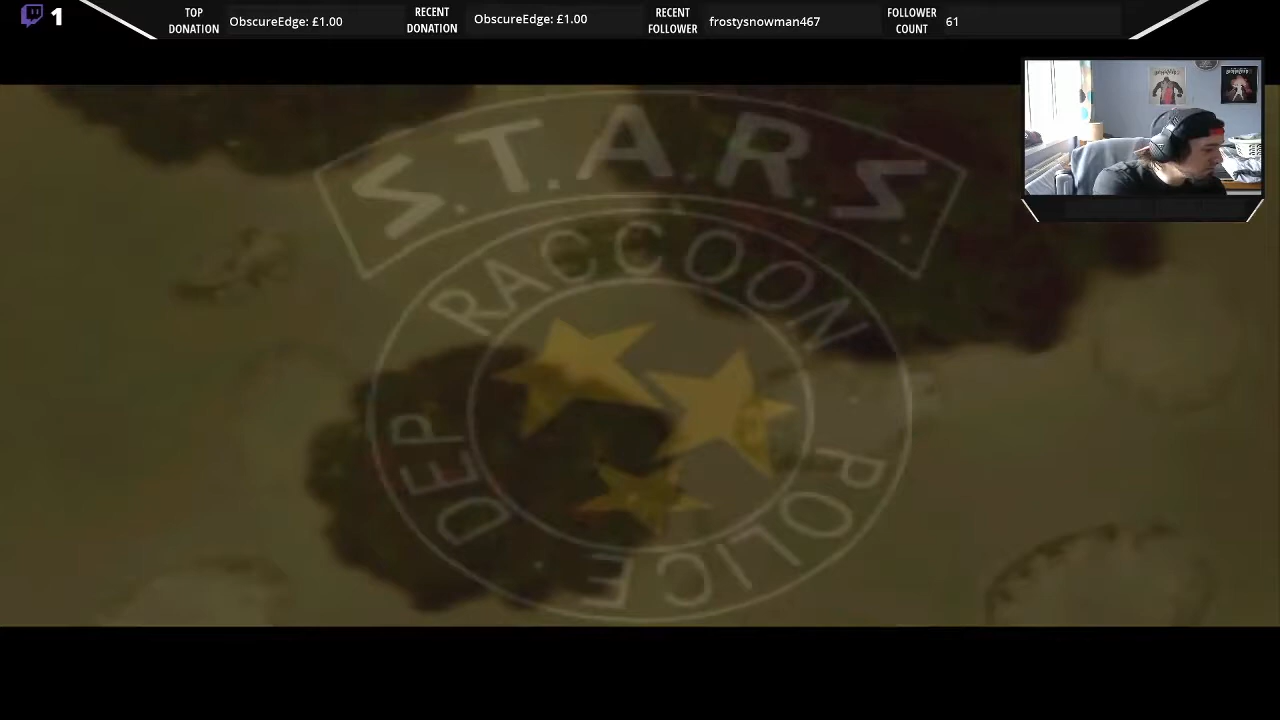 1
TOP DONATION
ObscureEdge: £1.00
RECENT DONATION
ObscureEdge: £1.00
RECENT FOLLOWER
frostysnowman467
FOLLOWER COUNT
61
S.T.A.R.S.
RACCOON POLICE DEP.